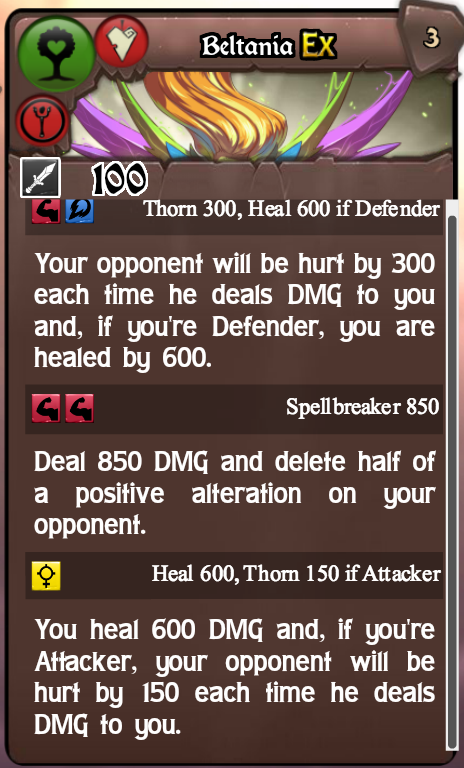 Beltania Ex
3
100
Thorn 300, Heal 600 if Defender
Your opponent will be hurt by 300
each time he deals DMG to you
and, if you're Defender, you are
healed by 600.
Spellbreaker 850
Deal 850 DMG and delete half of
a positive alteration on your
opponent.
Heal 600, Thorn 150 if Attacker
You heal 600 DMG and, if you're
Attacker, your opponent will be
hurt by 150 each time he deals
DMG to you.